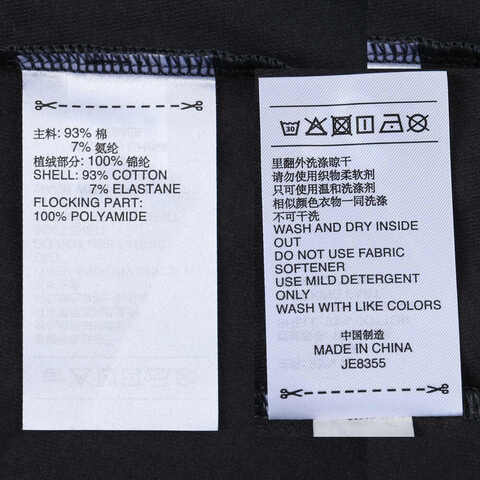 主料: 93% 棉
7% 氨纶
植绒部分: 100% 锦纶
SHELL: 93% COTTON
7% ELASTANE
FLOCKING PART:
100% POLYAMIDE
30
里翻外洗涤晾干
请勿使用织物柔软剂
只可使用温和洗涤剂
相似颜色衣物一同洗涤
不可干洗
WASH AND DRY INSIDE
OUT
DO NOT USE FABRIC
SOFTENER
USE MILD DETERGENT
ONLY
WASH WITH LIKE COLORS
中国制造
MADE IN CHINA
JE8355